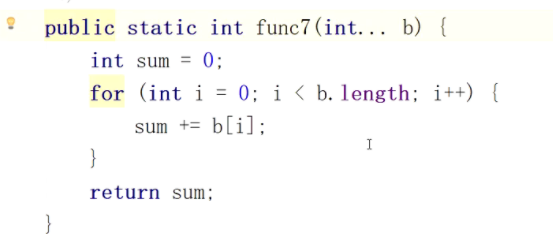 public static int func7(int... b) {
int sum = 0;
for (int i = 0; i < b.length; i++) {
sum += b[i];
}
return sum;
}